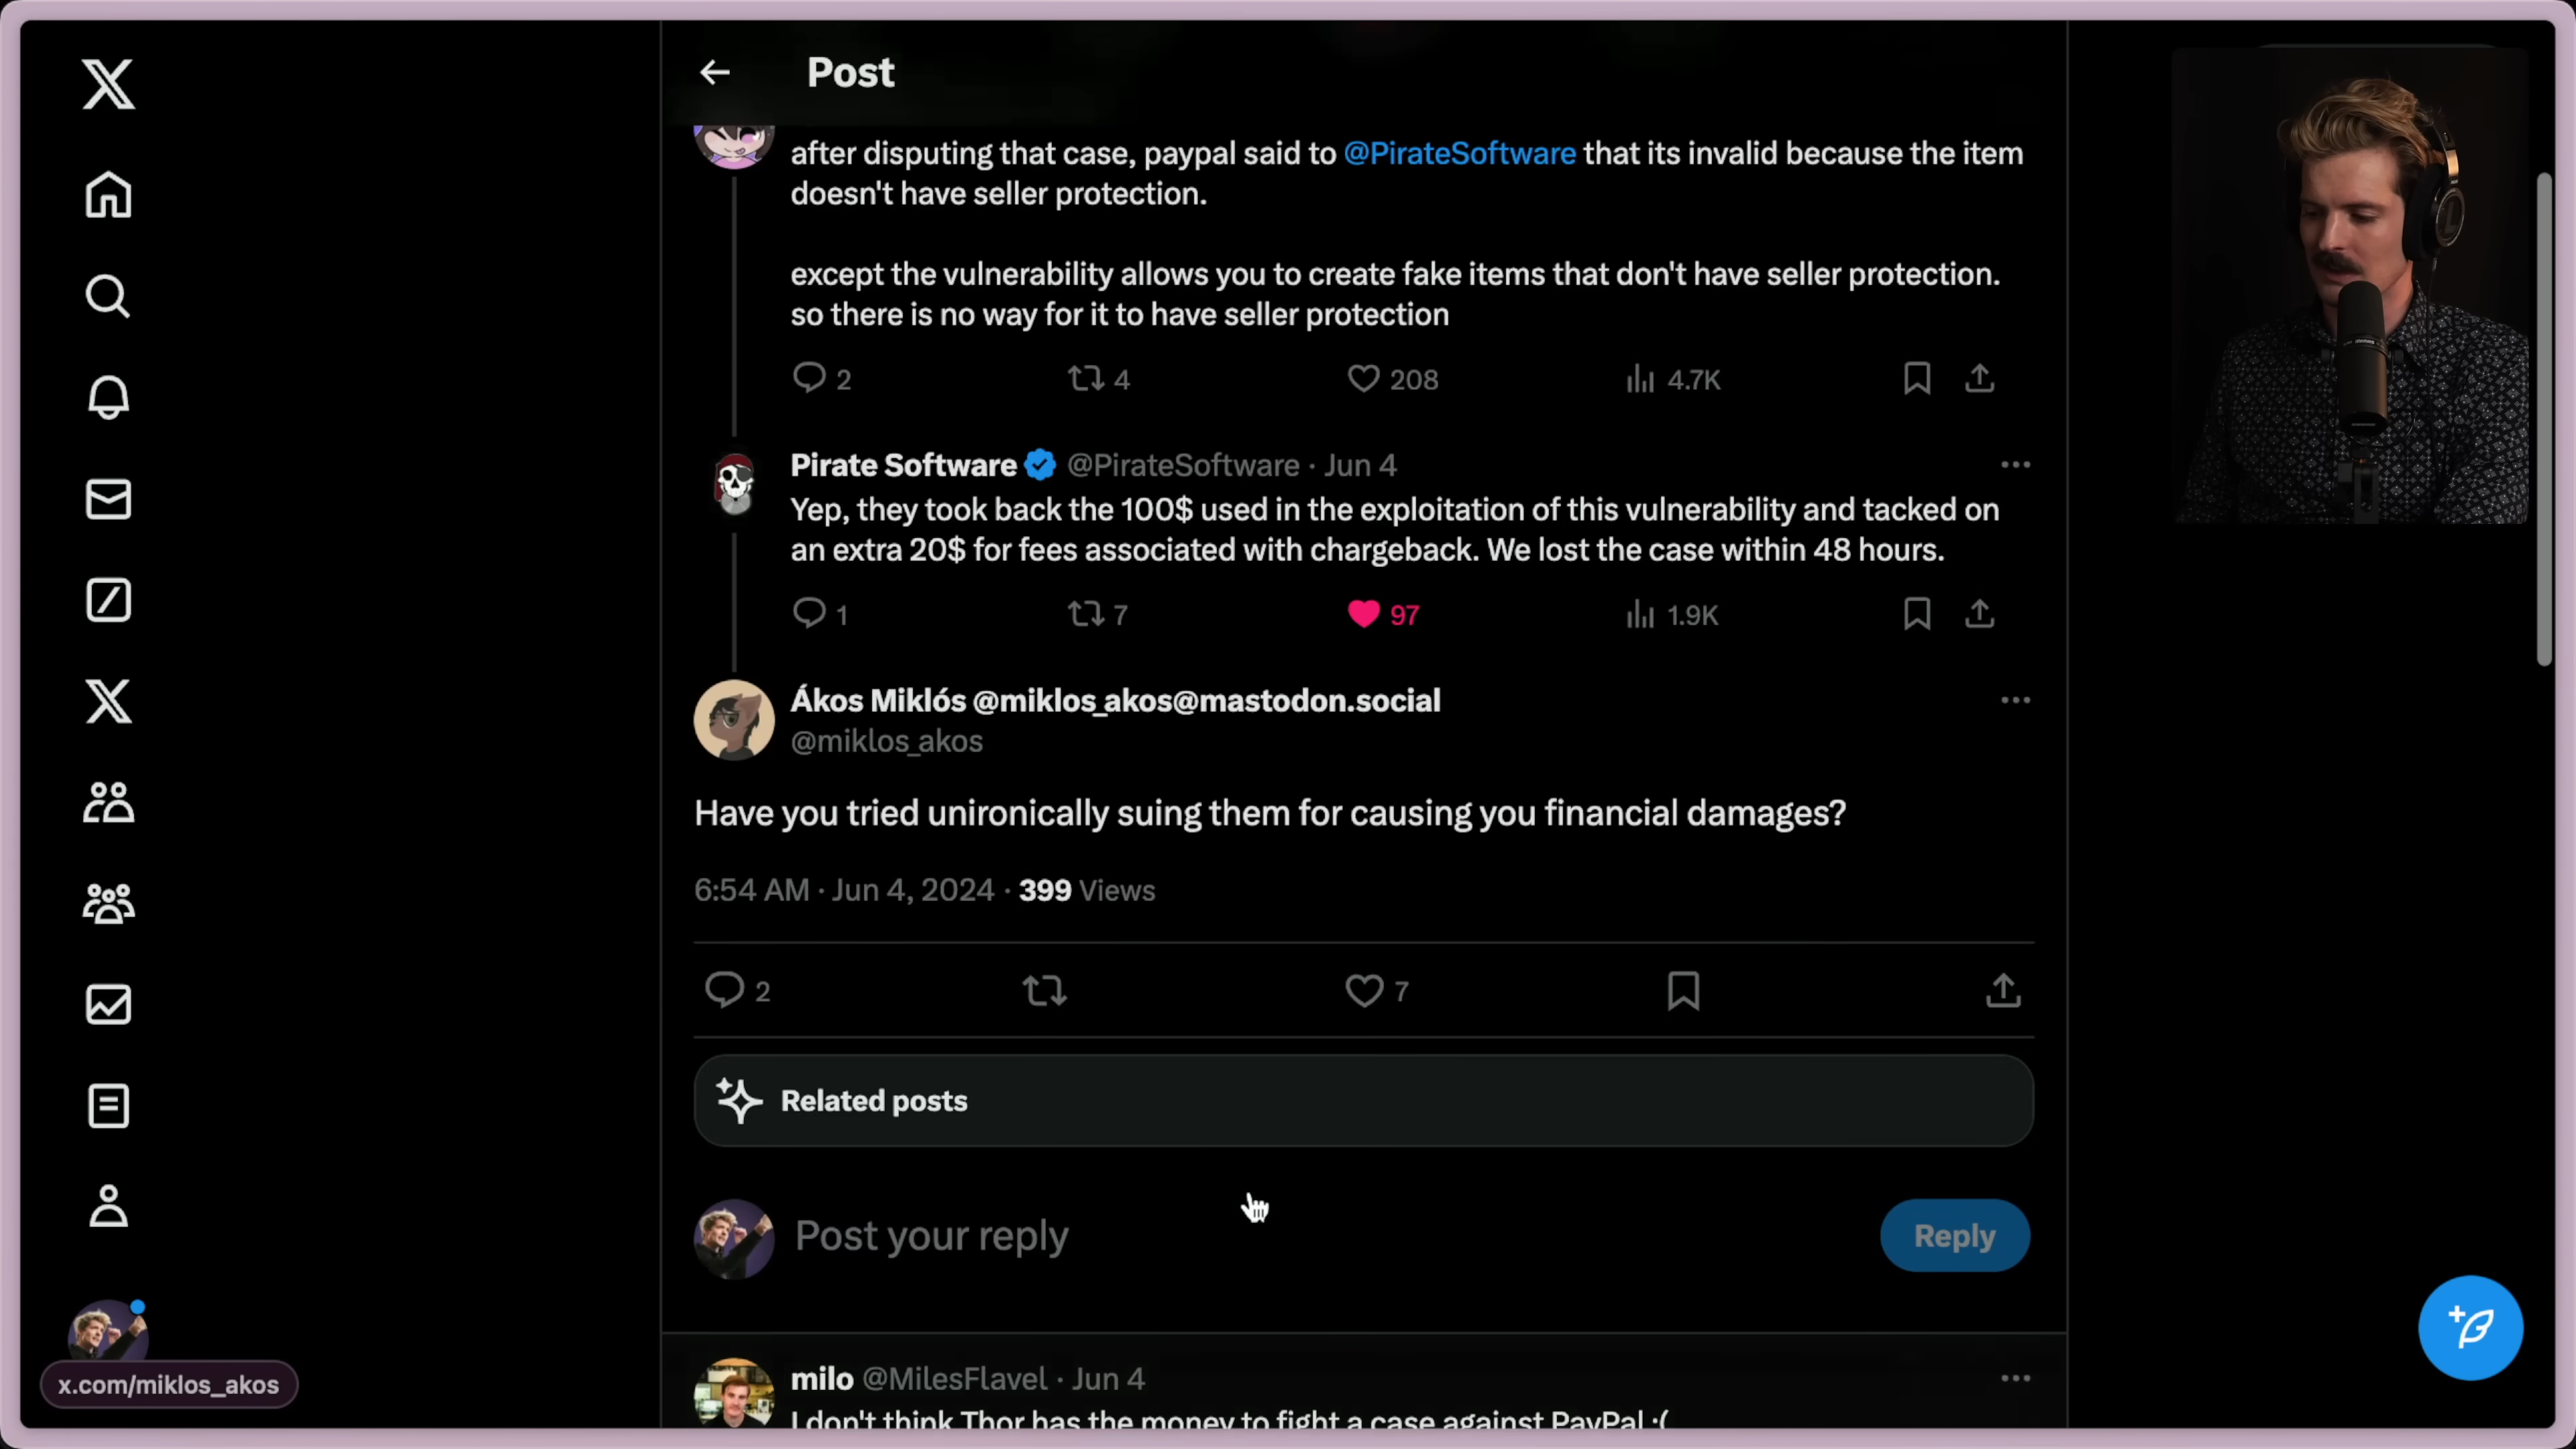 Post
after disputing that case, paypal said to @PirateSoftware that its invalid because the item
doesn't have seller protection.
except the vulnerability allows you to create fake items that don't have seller protection.
so there is no way for it to have seller protection
2 4 208 4.7K
Pirate Software @PirateSoftware · Jun 4
Yep, they took back the 100$ used in the exploitation of this vulnerability and tacked on
an extra 20$ for fees associated with chargeback. We lost the case within 48 hours.
1 7 97 1.9K
Ákos Miklós @miklos_akos@mastodon.social
@miklos_akos
Have you tried unironically suing them for causing you financial damages?
6:54 AM · Jun 4, 2024 · 399 Views
2 7
Related posts
Post your reply
Reply
milo @MilesFlavel · Jun 4
I don't think Thor has the money to fight a case against PayPal :(
x.com/miklos_akos